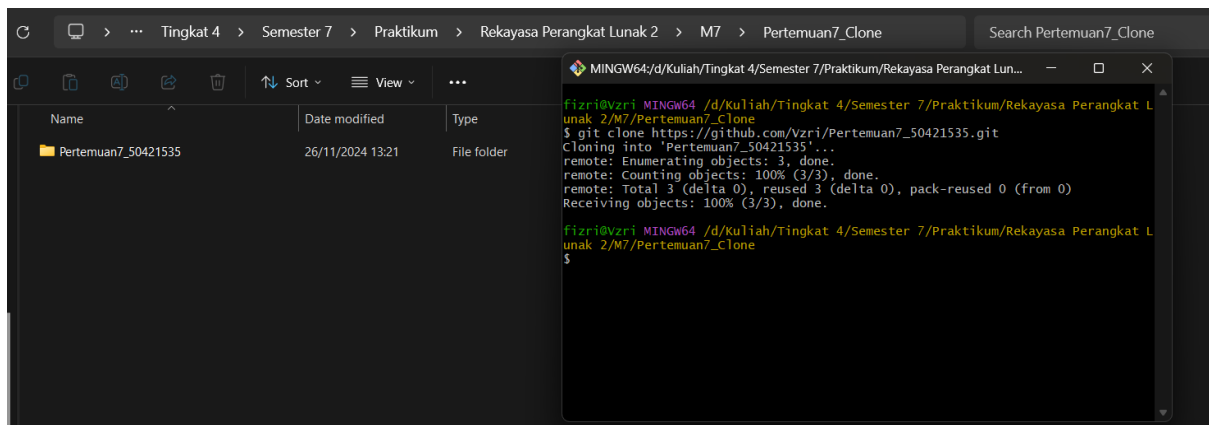 Tingkat 4 > Semester 7 > Praktikum > Rekayasa Perangkat Lunak 2 > M7 > Pertemuan7_Clone
Search Pertemuan7_Clone
Sort
View
Name
Date modified
Type
Pertemuan7_50421535
26/11/2024 13:21
File folder
MINGW64:/d/Kuliah/Tingkat 4/Semester 7/Praktikum/Rekayasa Perangkat Lun...
fizri@Vzri MINGW64 /d/Kuliah/Tingkat 4/Semester 7/Praktikum/Rekayasa Perangkat L
unak 2/M7/Pertemuan7_Clone
$ git clone https://github.com/Vzri/Pertemuan7_50421535.git
Cloning into 'Pertemuan7_50421535'...
remote: Enumerating objects: 3, done.
remote: Counting objects: 100% (3/3), done.
remote: Total 3 (delta 0), reused 3 (delta 0), pack-reused 0 (from 0)
Receiving objects: 100% (3/3), done.
fizri@Vzri MINGW64 /d/Kuliah/Tingkat 4/Semester 7/Praktikum/Rekayasa Perangkat L
unak 2/M7/Pertemuan7_Clone
$